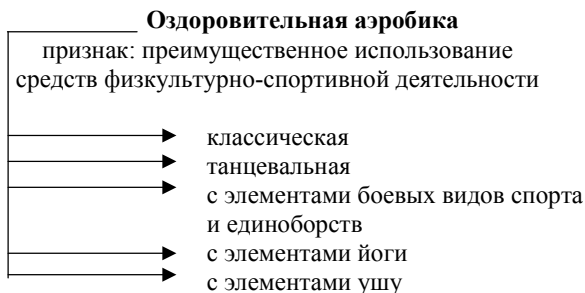 Оздоровительная аэробика
признак: преимущественное использование
средств физкультурно-спортивной деятельности
классическая
танцевальная
с элементами боевых видов спорта
и единоборств
с элементами йоги
с элементами ушу